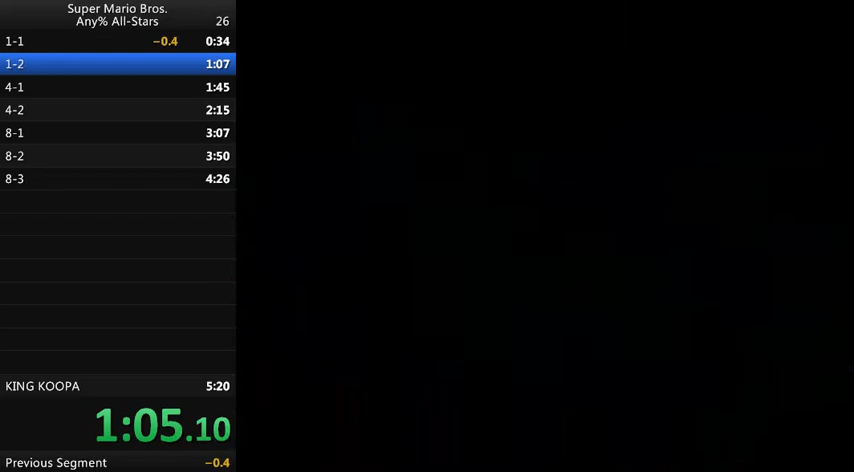 Super Mario Bros.
Any% All-Stars 26
1-1 −0.4 0:34
1-2 1:07
4-1 1:45
4-2 2:15
8-1 3:07
8-2 3:50
8-3 4:26
KING KOOPA 5:20
1:05.10
Previous Segment −0.4